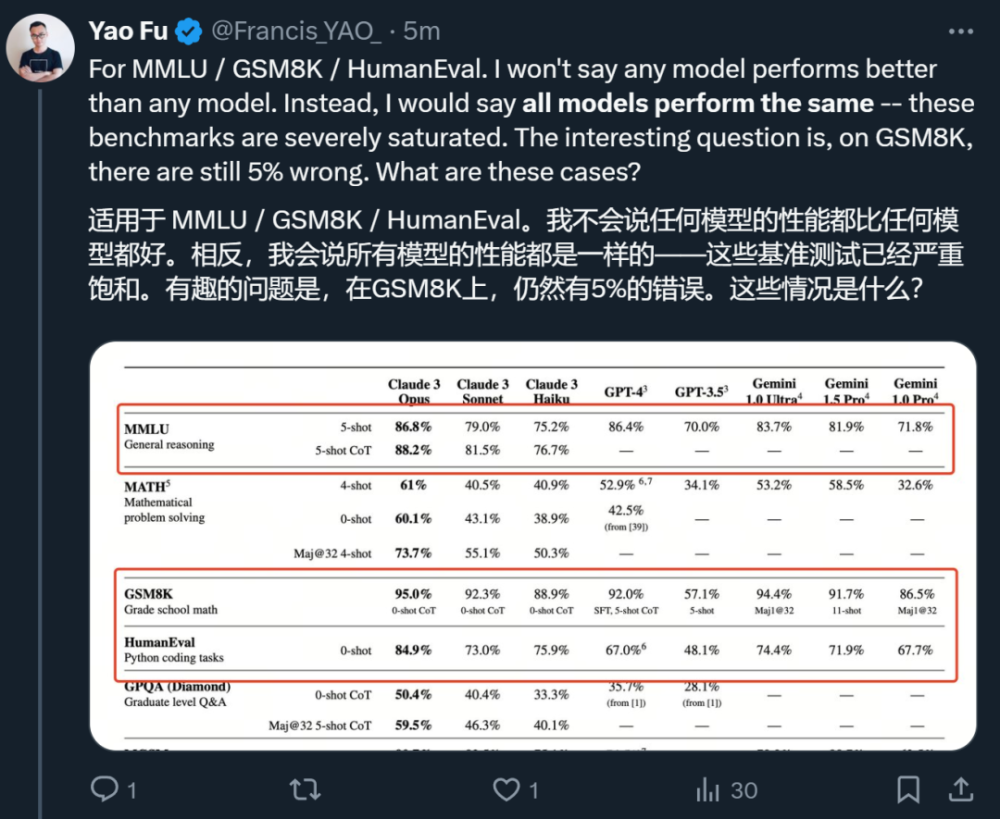 Yao Fu @Francis_YAO_ · 5m
For MMLU / GSM8K / HumanEval. I won't say any model performs better
than any model. Instead, I would say all models perform the same -- these
benchmarks are severely saturated. The interesting question is, on GSM8K,
there are still 5% wrong. What are these cases?
适用于 MMLU / GSM8K / HumanEval。我不会说任何模型的性能都比任何模
型都好。相反，我会说所有模型的性能都是一样的——这些基准测试已经严重
饱和。有趣的问题是，在GSM8K上，仍然有5%的错误。这些情况是什么？
Claude 3 Claude 3 Claude 3 GPT-4³ GPT-3.5³ Gemini Gemini Gemini
Opus Sonnet Haiku 1.0 Ultra⁴ 1.5 Pro⁴ 1.0 Pro⁴
MMLU 5-shot 86.8% 79.0% 75.2% 86.4% 70.0% 83.7% 81.9% 71.8%
General reasoning 5-shot CoT 88.2% 81.5% 76.7% — — — — —
MATH⁵ 4-shot 61% 40.5% 40.9% 52.9% ⁶,⁷ 34.1% 53.2% 58.5% 32.6%
Mathematical
problem solving 0-shot 60.1% 43.1% 38.9% 42.5% — — — —
(from [39])
Maj@32 4-shot 73.7% 55.1% 50.3% — — — — —
GSM8K 95.0% 92.3% 88.9% 92.0% 57.1% 94.4% 91.7% 86.5%
Grade school math 0-shot CoT 0-shot CoT 0-shot CoT SFT, 5-shot CoT 5-shot Maj1@32 11-shot Maj1@32
HumanEval 0-shot 84.9% 73.0% 75.9% 67.0%⁶ 48.1% 74.4% 71.9% 67.7%
Python coding tasks
GPQA (Diamond) 0-shot CoT 50.4% 40.4% 33.3% 35.7% 28.1% — — —
Graduate level Q&A (from [1]) (from [1])
Maj@32 5-shot CoT 59.5% 46.3% 40.1% — — — — —
1 1 30